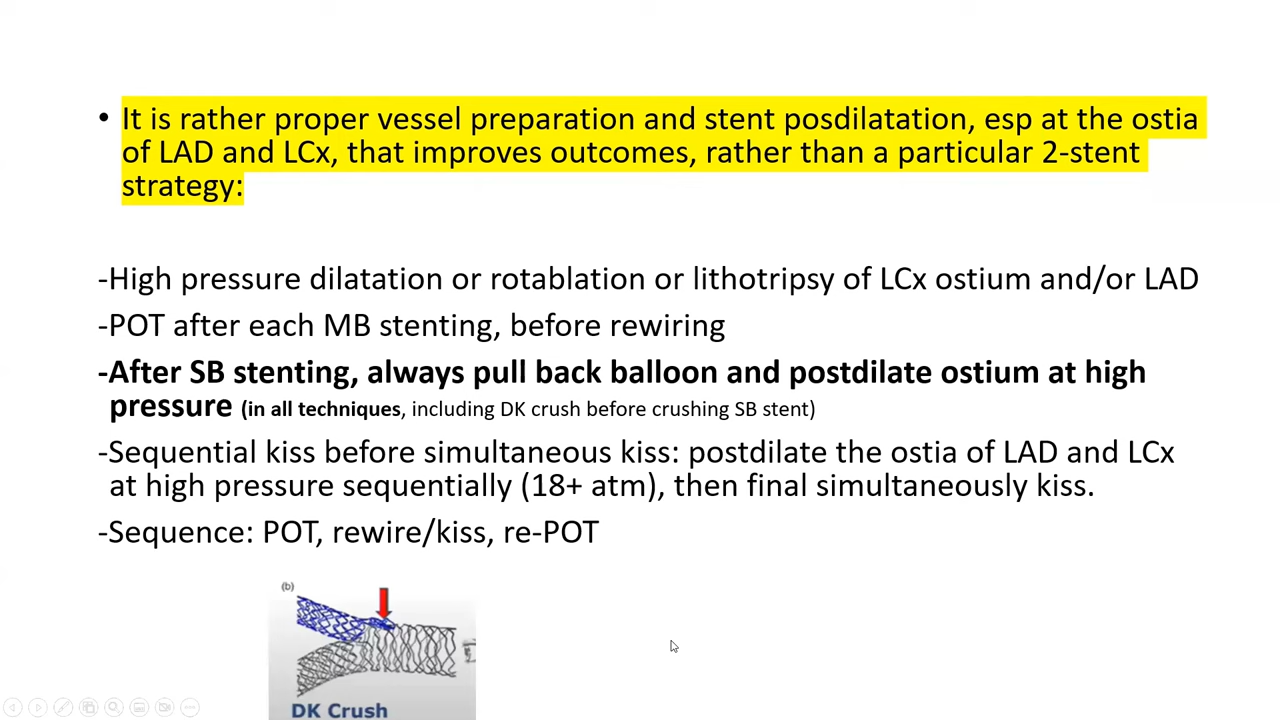 • It is rather proper vessel preparation and stent posdilatation, esp at the ostia
of LAD and LCx, that improves outcomes, rather than a particular 2-stent
strategy:
-High pressure dilatation or rotablation or lithotripsy of LCx ostium and/or LAD
-POT after each MB stenting, before rewiring
-After SB stenting, always pull back balloon and postdilate ostium at high
pressure (in all techniques, including DK crush before crushing SB stent)
-Sequential kiss before simultaneous kiss: postdilate the ostia of LAD and LCx
at high pressure sequentially (18+ atm), then final simultaneously kiss.
-Sequence: POT, rewire/kiss, re-POT
(b)
DK Crush